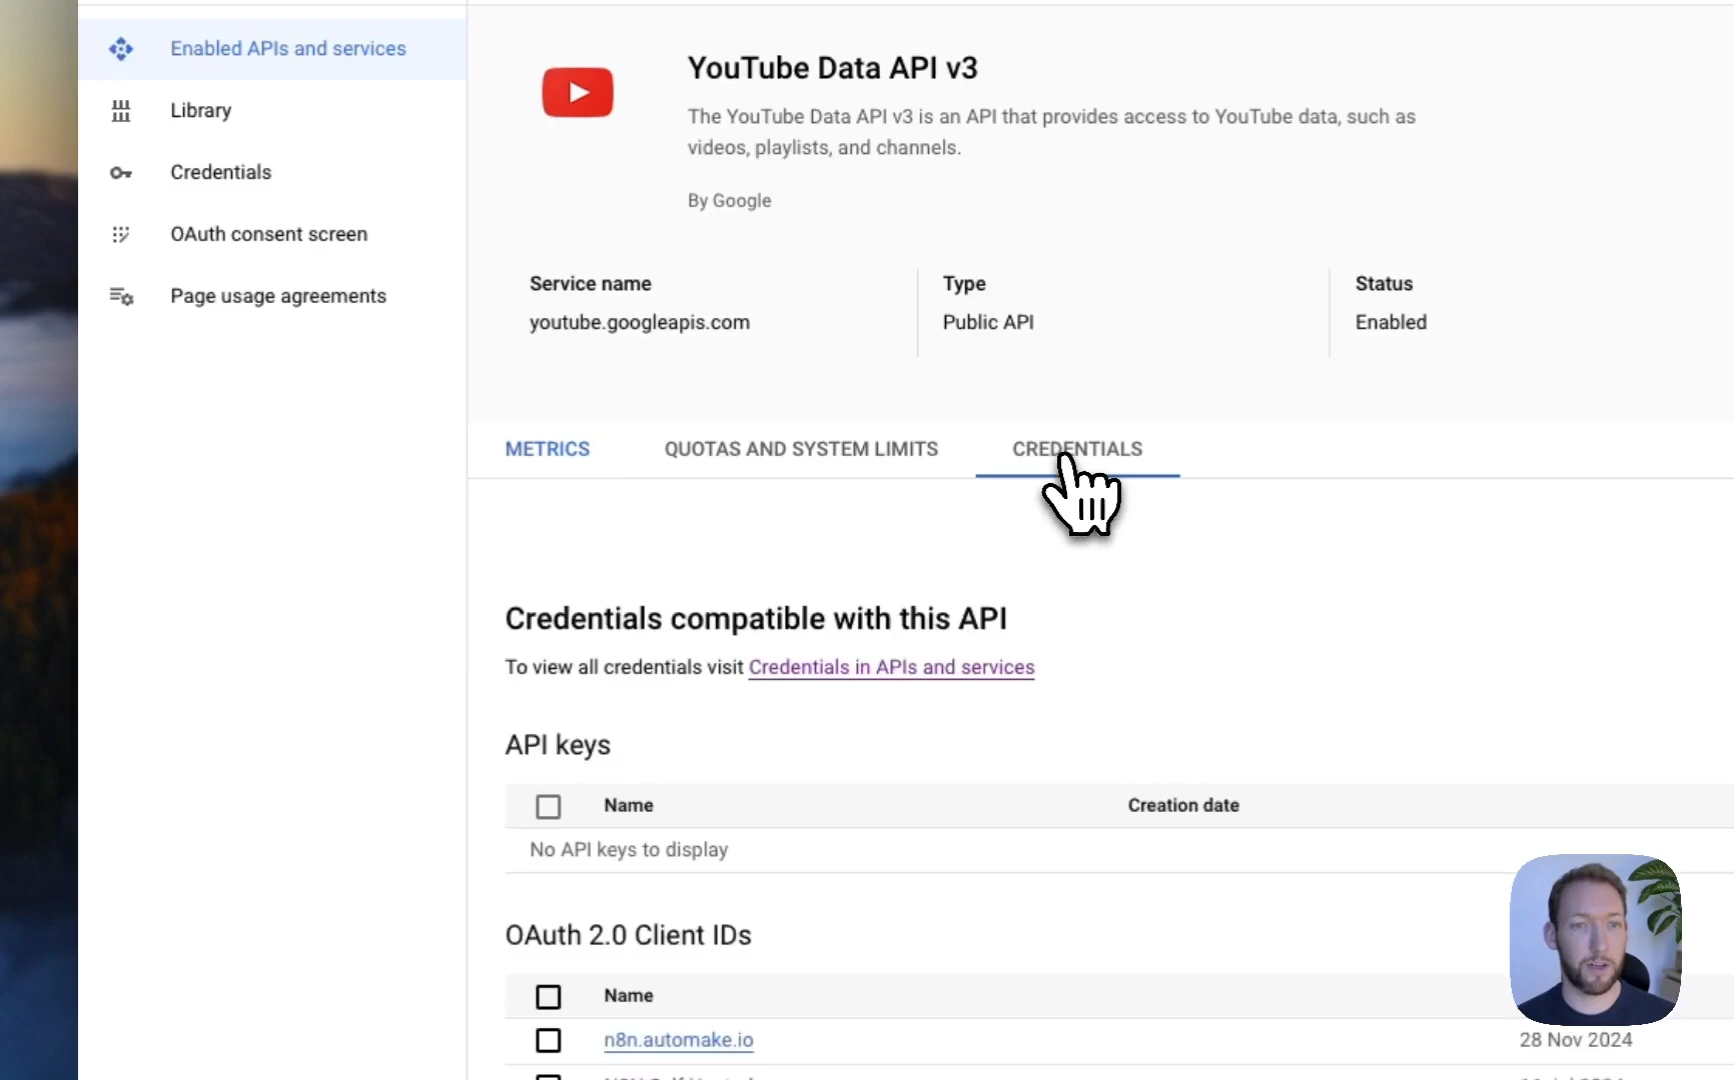 Enabled APIs and services
Library
Credentials
OAuth consent screen
Page usage agreements
YouTube Data API v3
The YouTube Data API v3 is an API that provides access to YouTube data, such as
videos, playlists, and channels.
By Google
Service name
youtube.googleapis.com
Type
Public API
Status
Enabled
METRICS
QUOTAS AND SYSTEM LIMITS
CREDENTIALS
Credentials compatible with this API
To view all credentials visit Credentials in APIs and services
API keys
Name
Creation date
No API keys to display
OAuth 2.0 Client IDs
Name
n8n.automake.io
28 Nov 2024